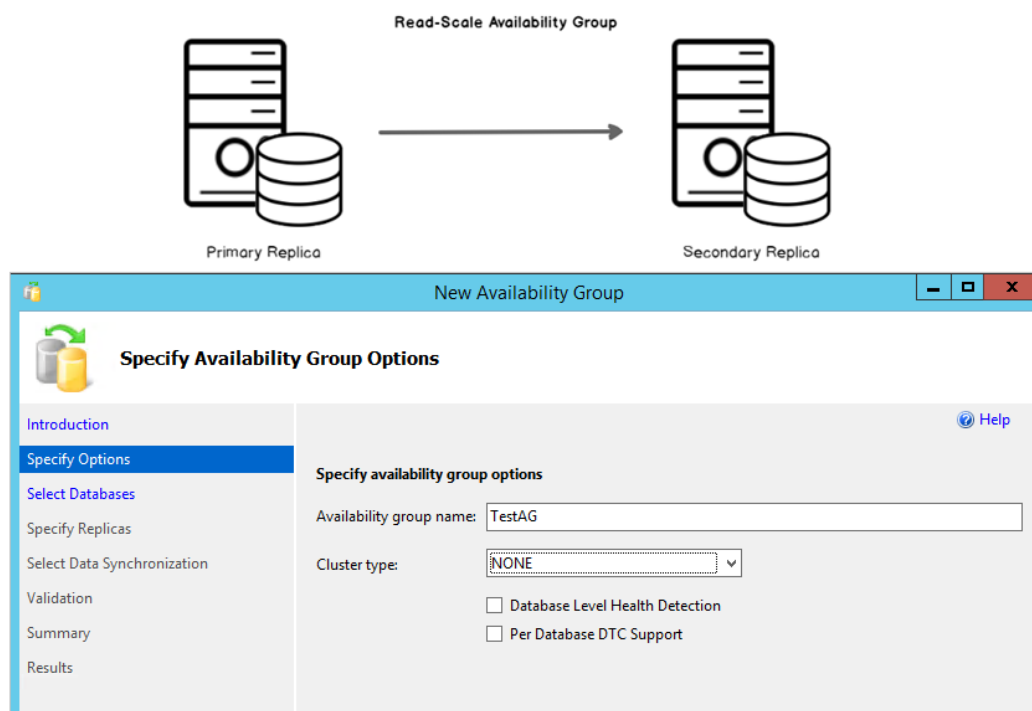 Read-Scale Availability Group
Primary Replica
Secondary Replica
New Availability Group
Specify Availability Group Options
Introduction
Specify Options
Select Databases
Specify Replicas
Select Data Synchronization
Validation
Summary
Results
Help
Specify availability group options
Availability group name: TestAG
Cluster type: NONE
Database Level Health Detection
Per Database DTC Support